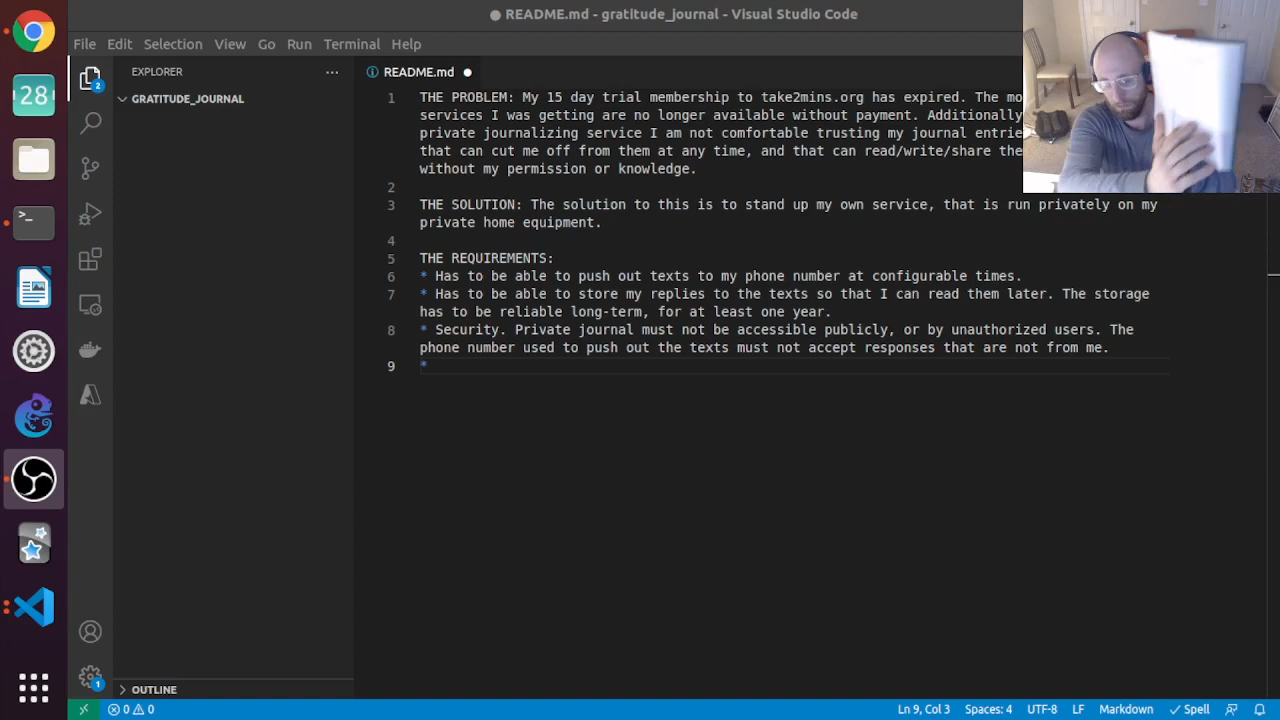 README.md - gratitude_journal - Visual Studio Code
File Edit Selection View Go Run Terminal Help
EXPLORER
README.md
GRATITUDE_JOURNAL
28
2
1 THE PROBLEM: My 15 day trial membership to take2mins.org has expired. The mo
services I was getting are no longer available without payment. Additionally
private journalizing service I am not comfortable trusting my journal entrie
that can cut me off from them at any time, and that can read/write/share the
without my permission or knowledge.
2
3 THE SOLUTION: The solution to this is to stand up my own service, that is run privately on my
private home equipment.
4
5 THE REQUIREMENTS:
6 * Has to be able to push out texts to my phone number at configurable times.
7 * Has to be able to store my replies to the texts so that I can read them later. The storage
has to be reliable long-term, for at least one year.
8 * Security. Private journal must not be accessible publicly, or by unauthorized users. The
phone number used to push out the texts must not accept responses that are not from me.
9 *
1
OUTLINE
0 0 Ln 9, Col 3 Spaces: 4 UTF-8 LF Markdown Spell